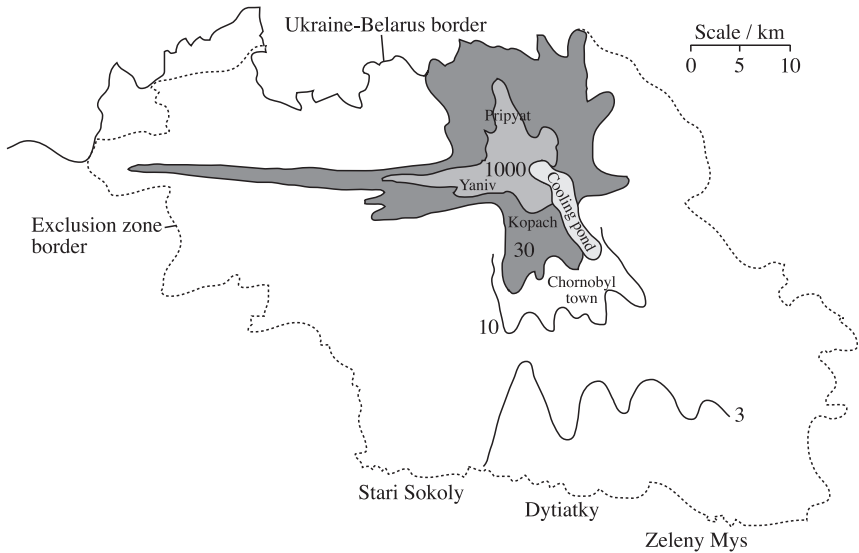 Ukraine-Belarus border
Scale / km
0 5 10
Pripyat
1000
Yaniv
Cooling pond
Exclusion zone
border
Kopach
30
Chornobyl
town
10
3
Stari Sokoly
Dytiatky
Zeleny Mys